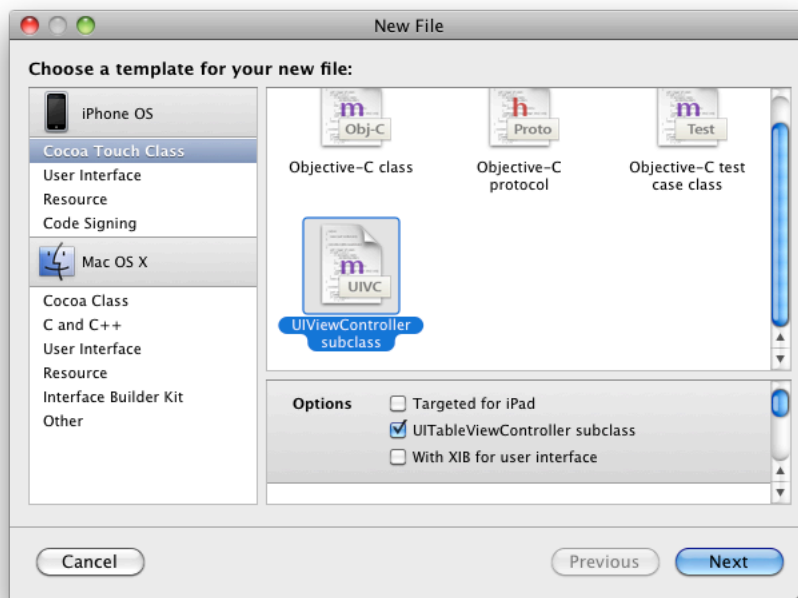 New File
Choose a template for your new file:
iPhone OS
Cocoa Touch Class
User Interface
Resource
Code Signing
Mac OS X
Cocoa Class
C and C++
User Interface
Resource
Interface Builder Kit
Other
m
Obj-C
Objective-C class
h
Proto
Objective-C
protocol
m
Test
Objective-C test
case class
m
UIVC
UIViewController
subclass
Options
Targeted for iPad
UITableViewController subclass
With XIB for user interface
Cancel
Previous
Next